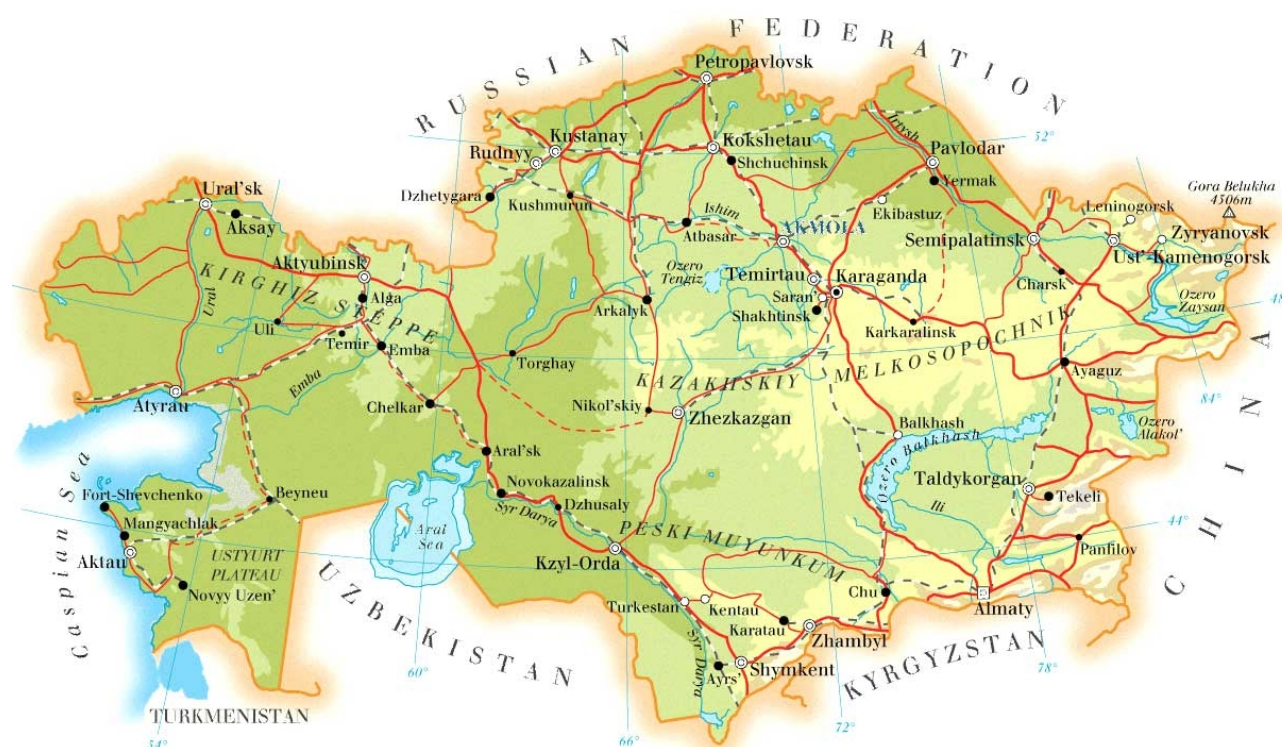 RUSSIAN FEDERATION
Petropavlovsk
52°
Kustanay
Kokshetau
Irtysh
Rudnyy
Shchuchinsk
Pavlodar
Yermak
Ural'sk
Dzhetygara
Kushmurun
Ishim
Ekibastuz
Gora Belukha
4506m
Leninogorsk
Aksay
Atbasar
AKMOLA
Semipalatinsk
Zyryanovsk
Ust'-Kamenogorsk
Aktyubinsk
KIRGHIZ STEPPE
Ozero
Tengiz
Temirtau
Karaganda
Charsk
Ozero
Zaysan
48°
Alga
Saran'
Ural
Uli
Temir
Arkalyk
Shakhtinsk
Karkaralinsk
Emba
Torghay
KAZAKHSKIY MELKOSOPOCHNIK
Ayaguz
CHINA
84°
Emba
Atyrau
Chelkar
Nikol'skiy
Zhezkazgan
Balkhash
Ozero Balkhash
Ozero
Alakol'
Aral'sk
Taldykorgan
Fort-Shevchenko
Beyneu
Novokazalinsk
Tekeli
Caspian Sea
Mangyachlak
Syr Darya
Dzhusaly
Ili
44°
Aral
Sea
PESKI MUYUNKUM
Panfilov
Aktau
USTYURT
PLATEAU
Kzyl-Orda
Novyy Uzen'
UZBEKISTAN
Turkestan
Kentau
Chu
Almaty
Karatau
Zhambyl
Syr Darya
Shymkent
KYRGYZSTAN
Ayrs'
60°
78°
TURKMENISTAN
54°
66°
72°